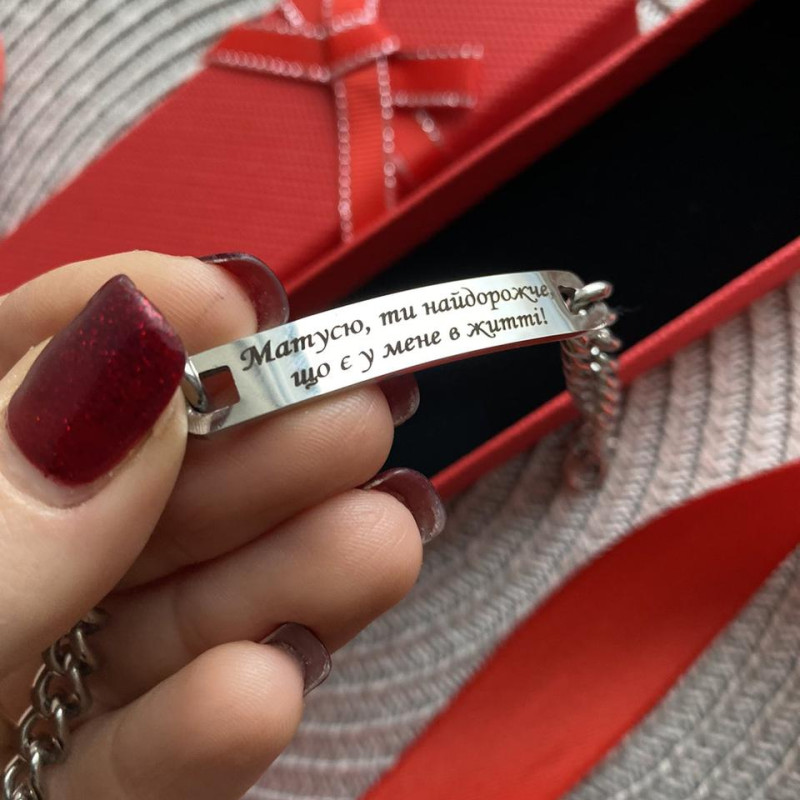 Матусю, ти найдорожче,
що є у мене в житті!